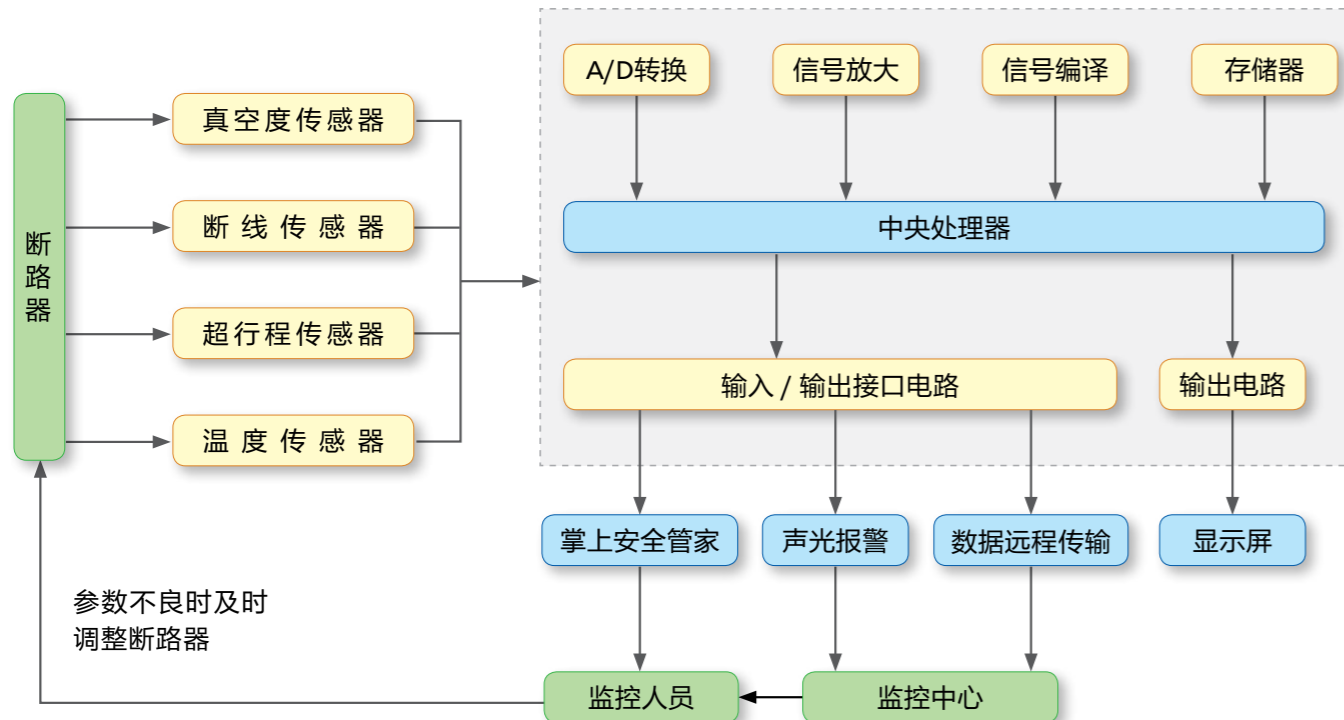 A/D转换
信号放大
信号编译
存储器
断路器
真空度传感器
断线传感器
超行程传感器
温度传感器
中央处理器
输入 / 输出接口电路
输出电路
掌上安全管家
声光报警
数据远程传输
显示屏
参数不良时及时
调整断路器
监控人员
监控中心